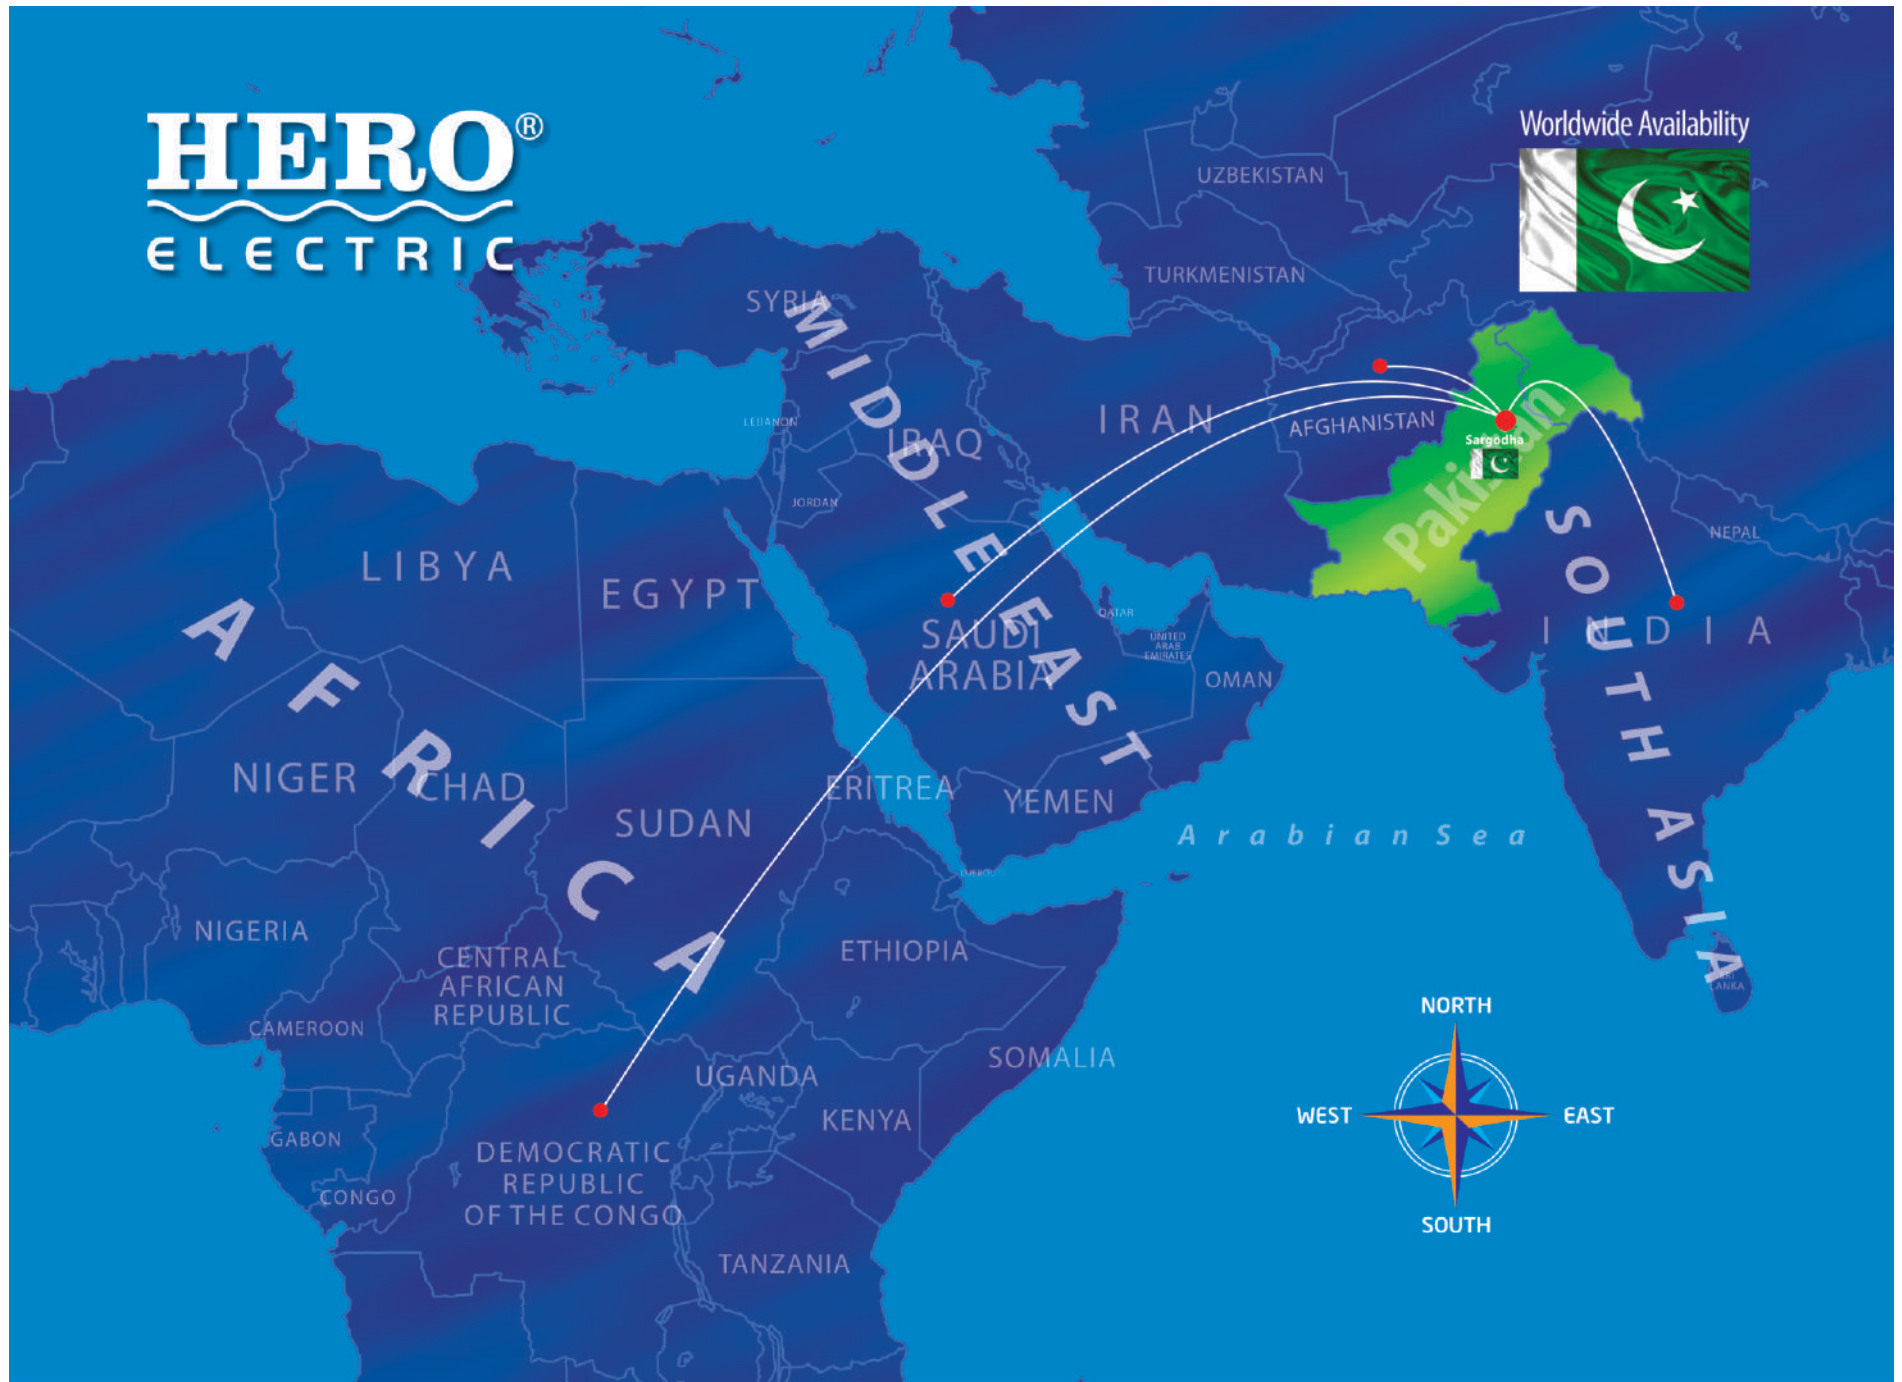 HERO®
ELECTRIC
Worldwide Availability
UZBEKISTAN
TURKMENISTAN
SYRIA
MIDDLE EAST
LEBANON
IRAQ
IRAN
AFGHANISTAN
Sargodha
Pakistan
JORDAN
LIBYA
EGYPT
SAUDI
ARABIA
QATAR
UNITED
ARAB
EMIRATES
OMAN
NEPAL
INDIA
SOUTH ASIA
AFRICA
NIGER
CHAD
SUDAN
ERITREA
YEMEN
Arabian Sea
DJIBOUTI
NIGERIA
CENTRAL
AFRICAN
REPUBLIC
ETHIOPIA
SRI
LANKA
CAMEROON
SOMALIA
UGANDA
KENYA
GABON
CONGO
DEMOCRATIC
REPUBLIC
OF THE CONGO
TANZANIA
NORTH
WEST
EAST
SOUTH